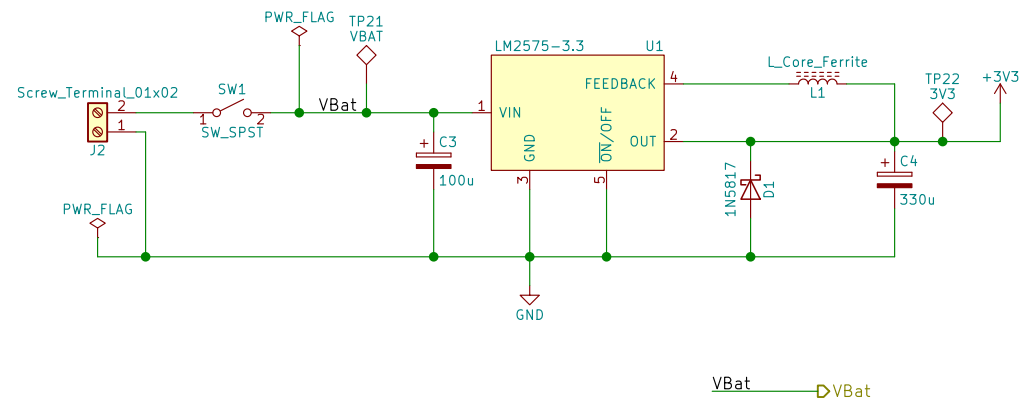 PWR_FLAG
TP21
VBAT
LM2575-3.3
U1
L_Core_Ferrite
L1
TP22
3V3
+3V3
Screw_Terminal_01x02
2
1
J2
SW1
1
2
SW_SPST
VBat
1
VIN
FEEDBACK
4
OUT
2
GND
3
ON/OFF
5
+
C3
100u
1N5817
D1
+
C4
330u
PWR_FLAG
GND
VBat
VBat